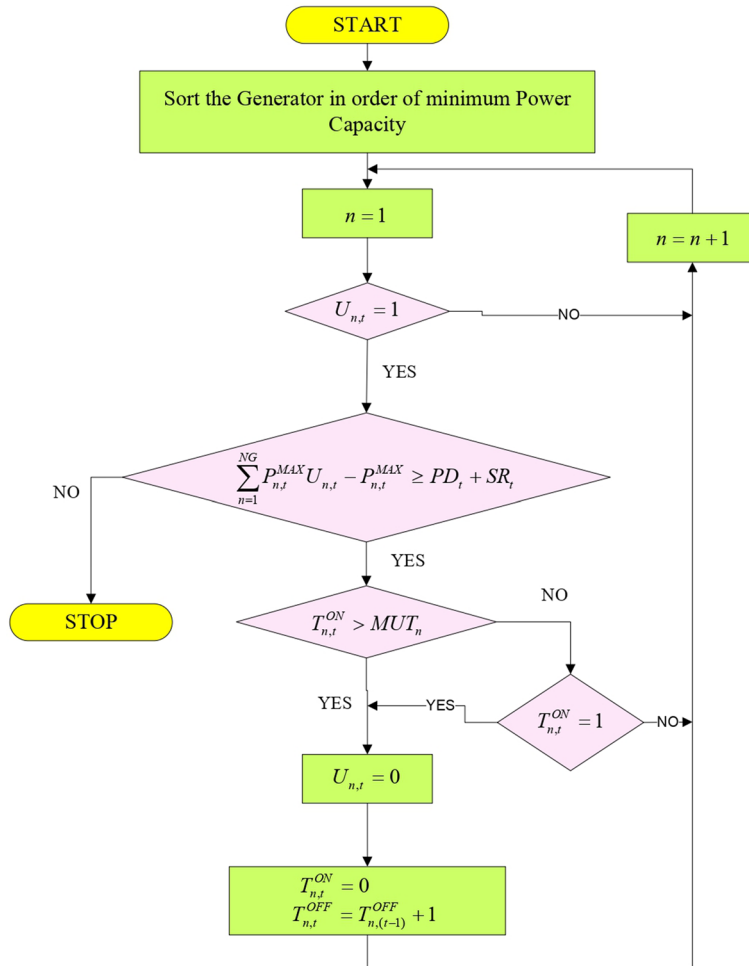 START
Sort the Generator in order of minimum Power
Capacity
n = 1
n = n + 1
U_{n,t} = 1
NO
YES
\sum_{n=1}^{NG} P_{n,t}^{MAX} U_{n,t} - P_{n,t}^{MAX} ≥ PD_t + SR_t
NO
YES
STOP
T_{n,t}^{ON} > MUT_n
NO
YES
YES
T_{n,t}^{ON} = 1
NO
U_{n,t} = 0
T_{n,t}^{ON} = 0
T_{n,t}^{OFF} = T_{n,(t-1)}^{OFF} + 1